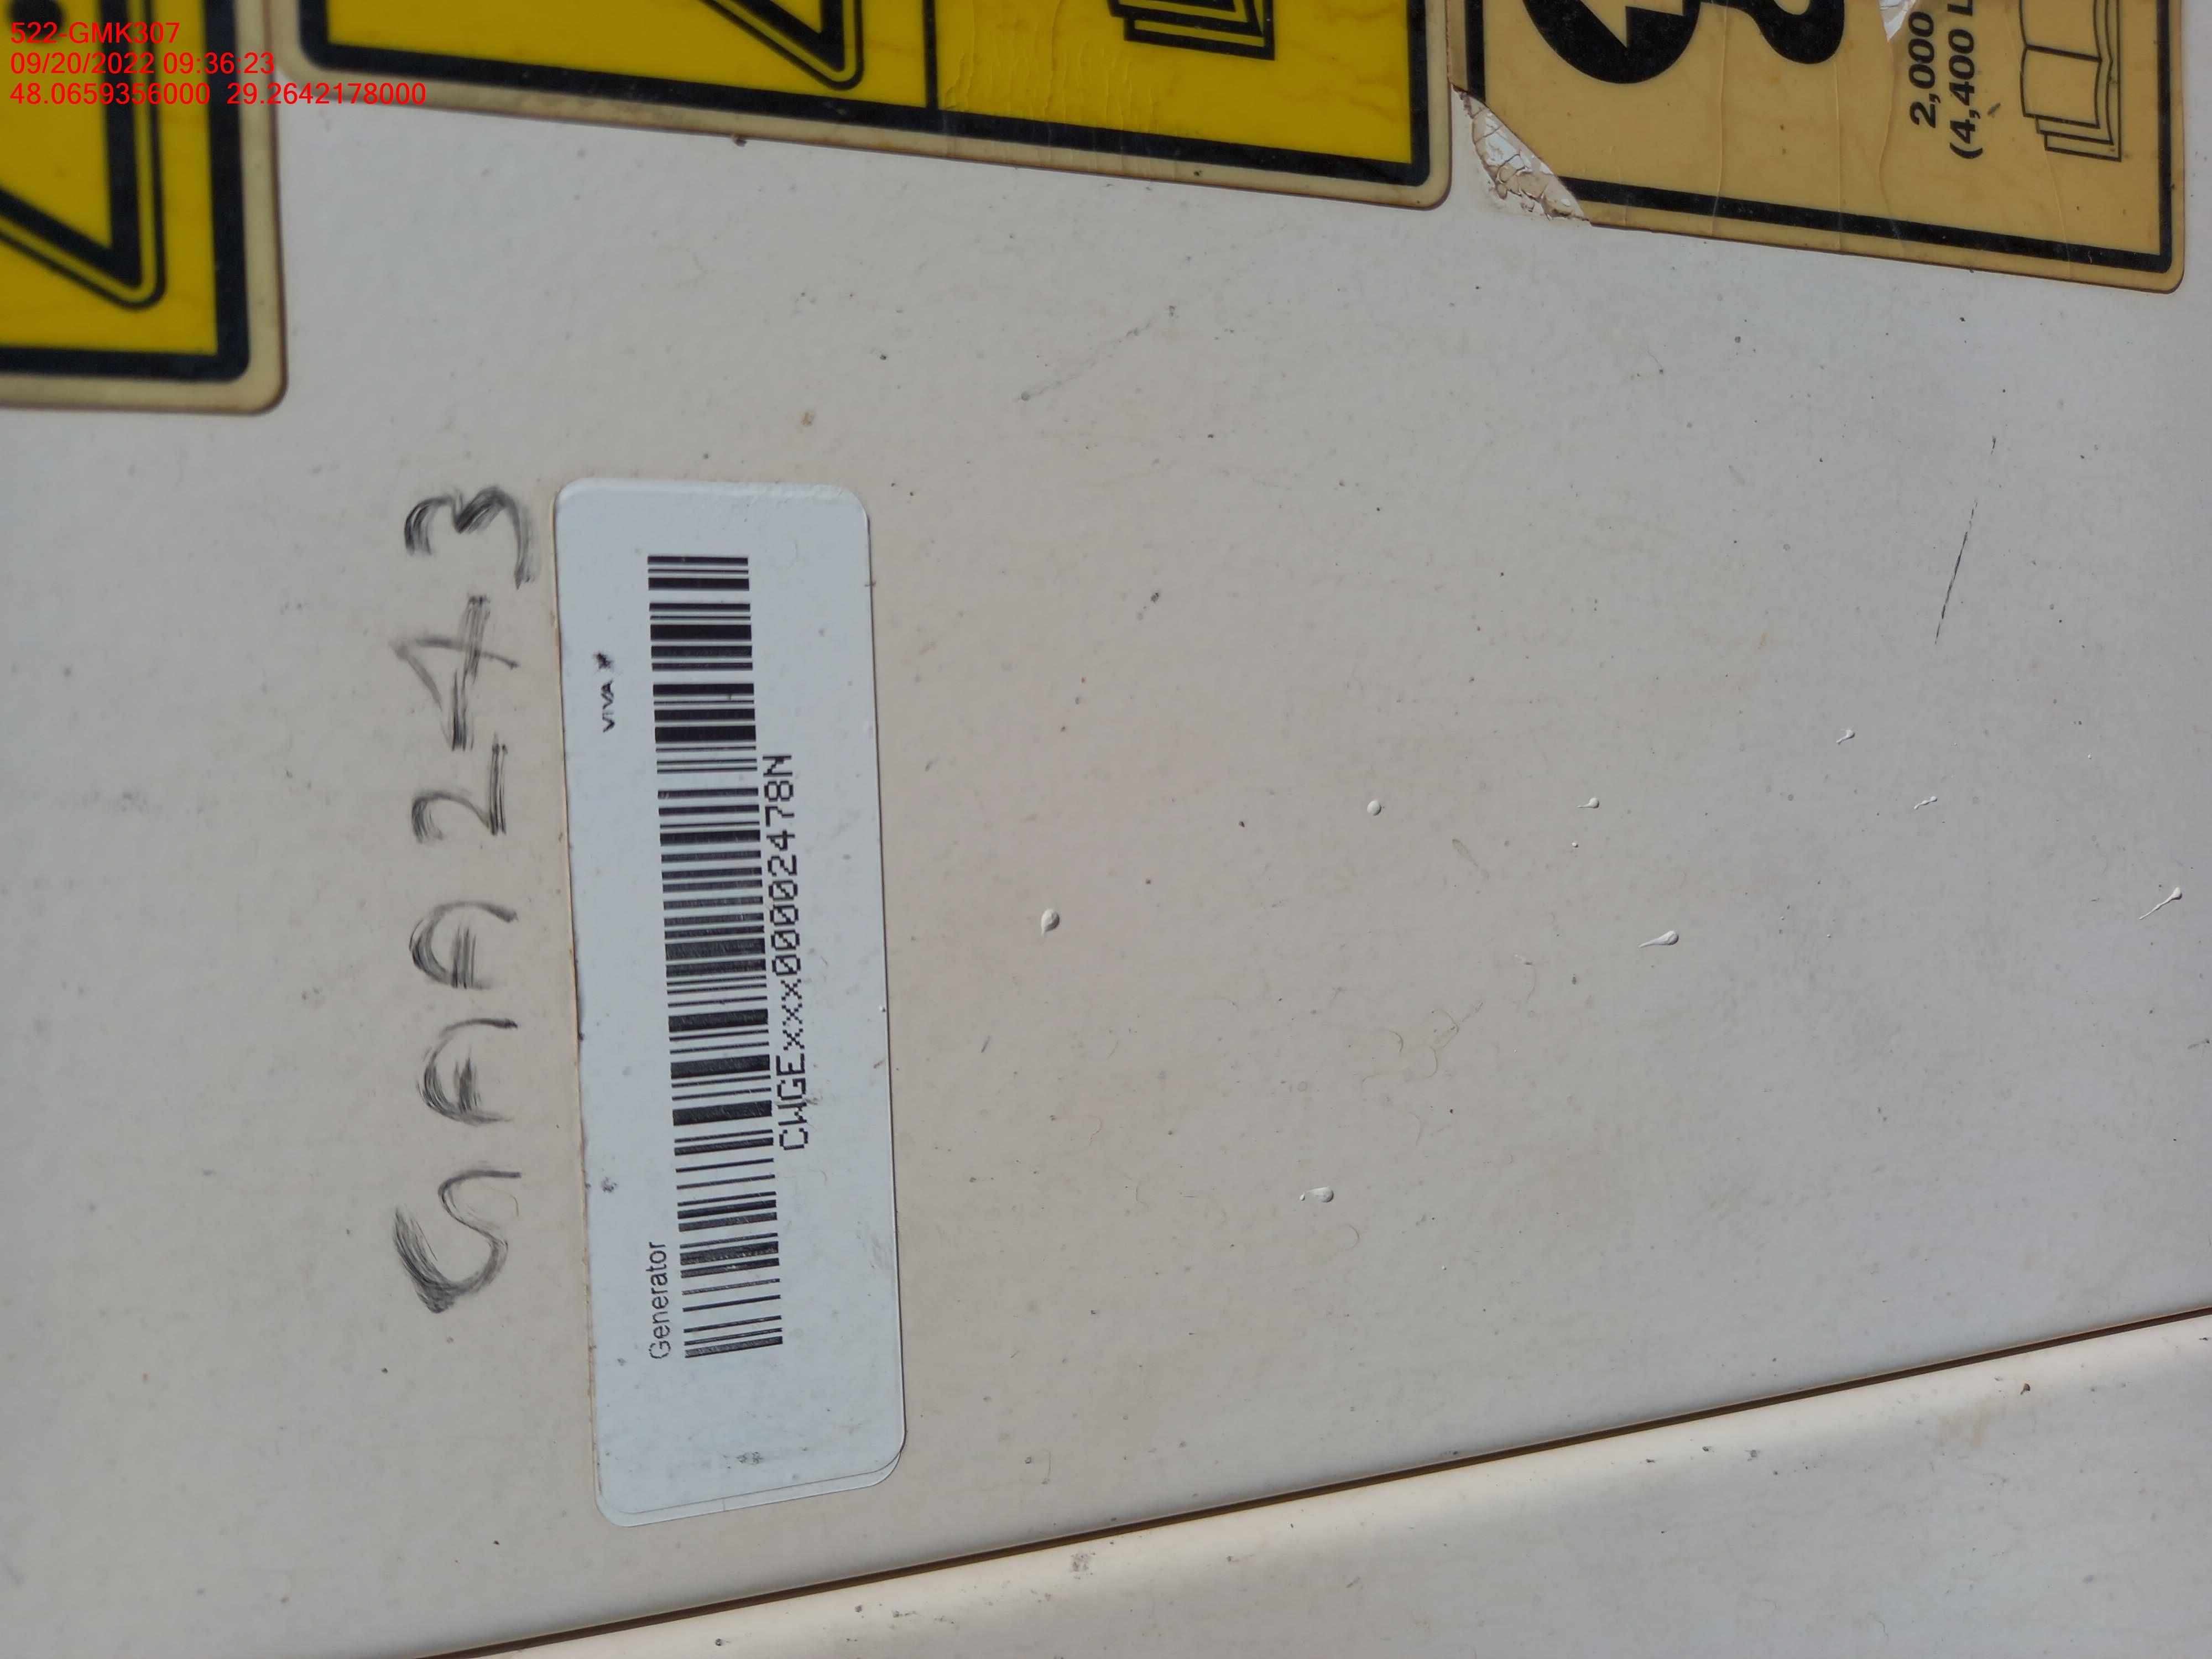 522-GMK307
09/20/2022 09:36:23
48.0659356000 29.2642178000
2,000
(4,400 L
GAA243
VIVA
Generator
CWGExxx00002478N